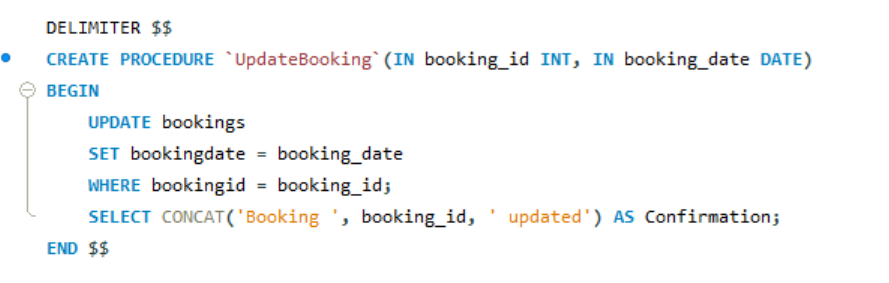 DELIMITER $$
CREATE PROCEDURE `UpdateBooking`(IN booking_id INT, IN booking_date DATE)
BEGIN
UPDATE bookings
SET bookingdate = booking_date
WHERE bookingid = booking_id;
SELECT CONCAT('Booking ', booking_id, ' updated') AS Confirmation;
END $$